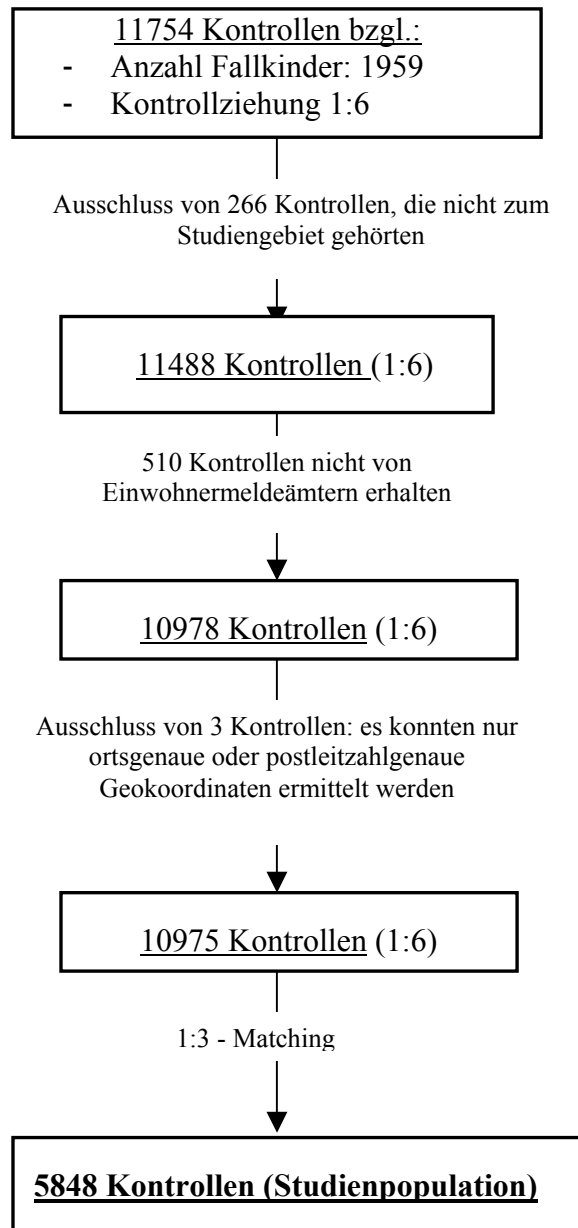 11754 Kontrollen bzgl.:
- Anzahl Fallkinder: 1959
- Kontrollziehung 1:6
Ausschluss von 266 Kontrollen, die nicht zum
Studiengebiet gehörten
11488 Kontrollen (1:6)
510 Kontrollen nicht von
Einwohnermeldeämtern erhalten
10978 Kontrollen (1:6)
Ausschluss von 3 Kontrollen: es konnten nur
ortsgenaue oder postleitzahlgenaue
Geokoordinaten ermittelt werden
10975 Kontrollen (1:6)
1:3 - Matching
5848 Kontrollen (Studienpopulation)